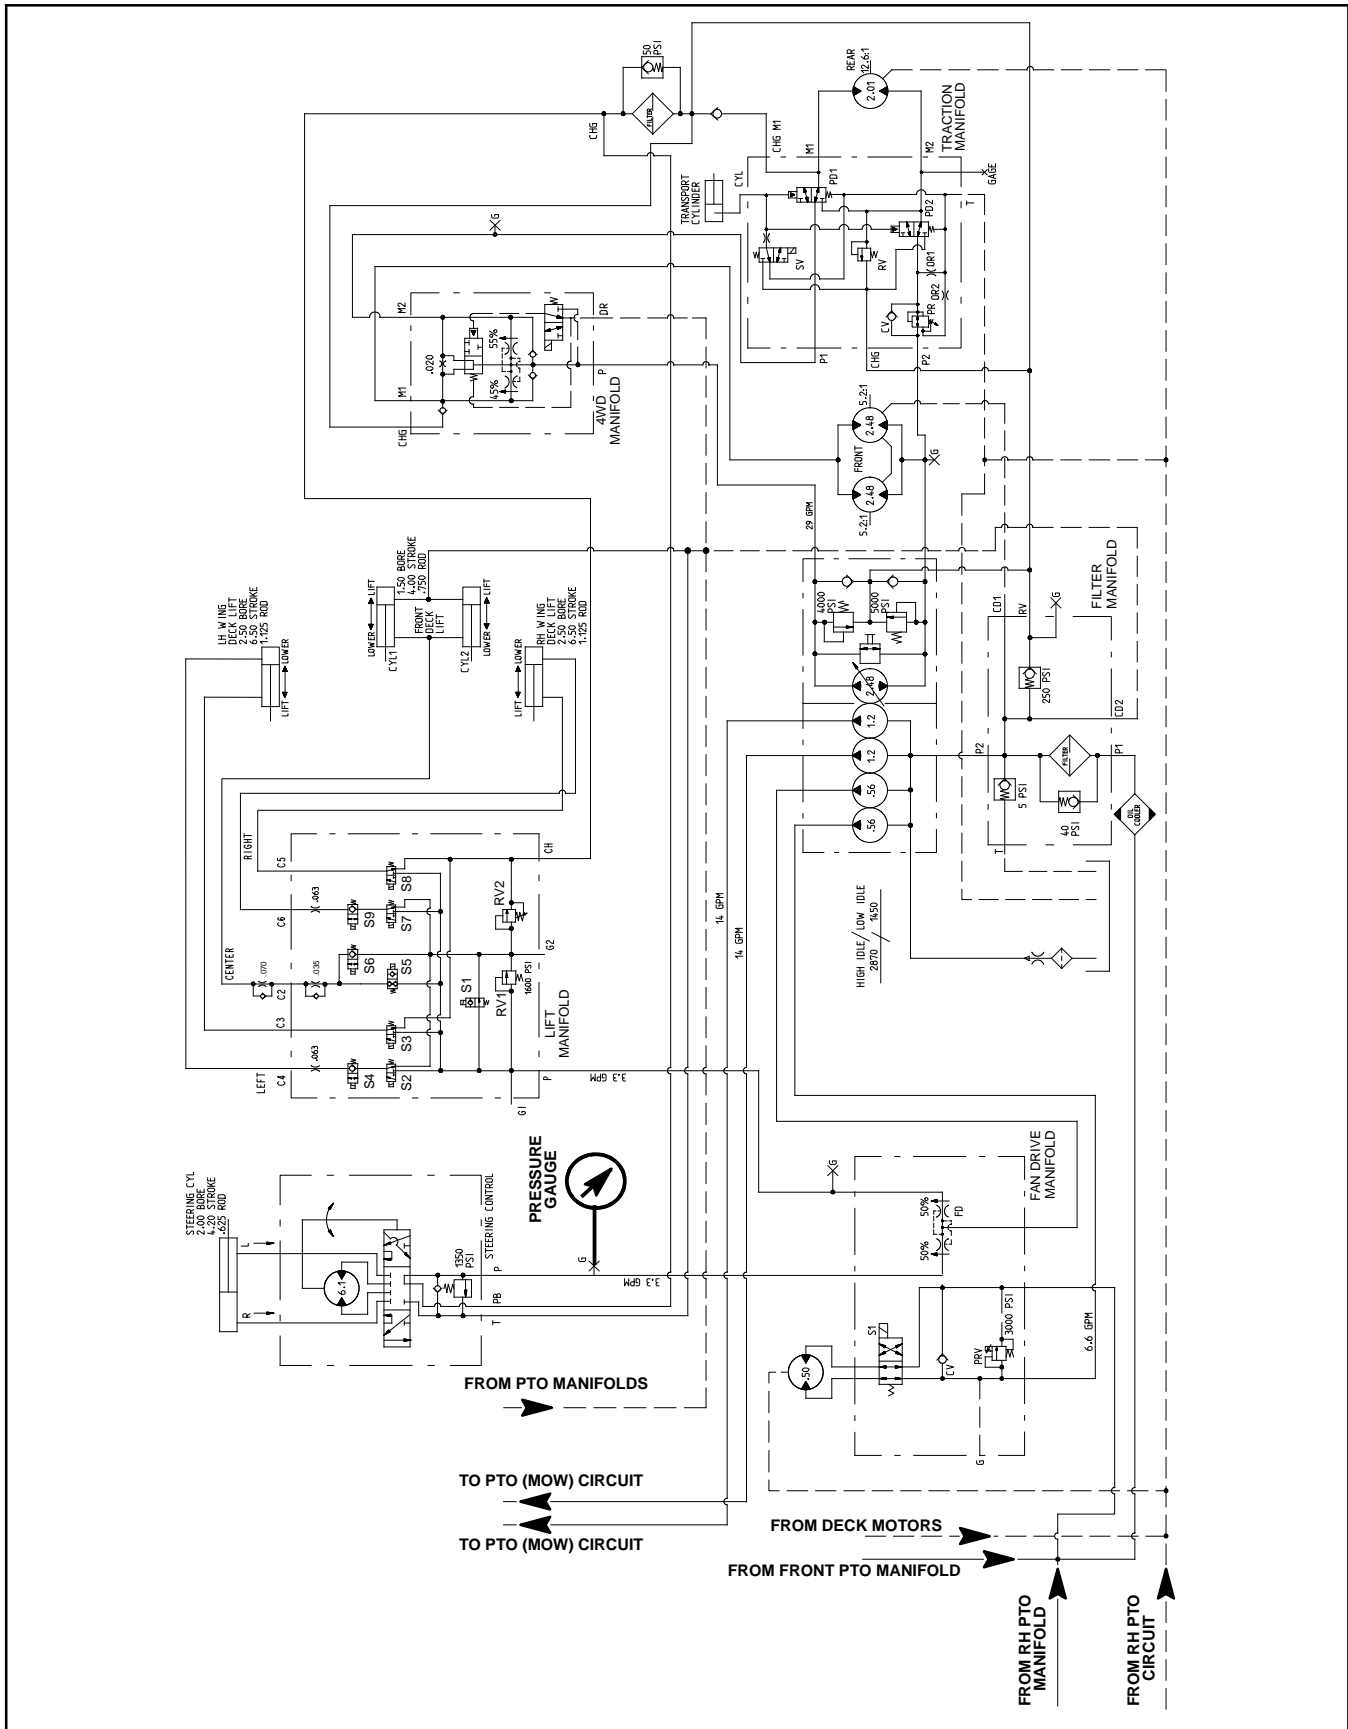 50
PSI
REAR
12.6:1
2.01
FILTER
CHG
CHG M1
M1
M2
TRACTION
MANIFOLD
TRANSPORT
CYLINDER
CYL
PD1
GAGE
PD2
T
SV
RV
OR1
OR2
PR
CV
P1
CHG
P2
G
M2
M1
.020
55%
45%
DR
P
CHG
4WD
MANIFOLD
5.2:1
2.48
FRONT
2.48
5.2:1
G
29 GPM
LH WING
DECK LIFT
2.50 BORE
6.50 STROKE
1.125 ROD
LOWER
LIFT
1.50 BORE
4.00 STROKE
.750 ROD
LIFT
LOWER
CYL1
FRONT
DECK
LIFT
CYL2
LIFT
LOWER
RH WING
DECK LIFT
2.50 BORE
6.50 STROKE
1.125 ROD
LOWER
LIFT
4000
PSI
5000
PSI
2.48
1.2
1.2
.56
.56
CD1
RV
FILTER
MANIFOLD
G
250 PSI
CD2
P2
P1
FILTER
5 PSI
40
PSI
T
OIL
COOLER
RIGHT
C5
C6
.063
CENTER
.070
C2
.035
C3
LEFT
C4
.063
S8
S9
S7
S6
S5
S3
S4
S2
S1
CH
RV2
G2
RV1
1600 PSI
LIFT
MANIFOLD
P
G1
3.3 GPM
14 GPM
14 GPM
HIGH IDLE / LOW IDLE
2870 / 1450
STEERING CYL
2.00 BORE
4.20 STROKE
.625 ROD
L
R
6.1
STEERING CONTROL
1350
PSI
P
PB
T
PRESSURE
GAUGE
G
3.3 GPM
FAN DRIVE
MANIFOLD
G
50%
FD
50%
S1
.50
CV
PRV
3000 PSI
6.6 GPM
G
FROM PTO MANIFOLDS
TO PTO (MOW) CIRCUIT
TO PTO (MOW) CIRCUIT
FROM DECK MOTORS
FROM FRONT PTO MANIFOLD
FROM RH PTO
MANIFOLD
FROM RH PTO
CIRCUIT